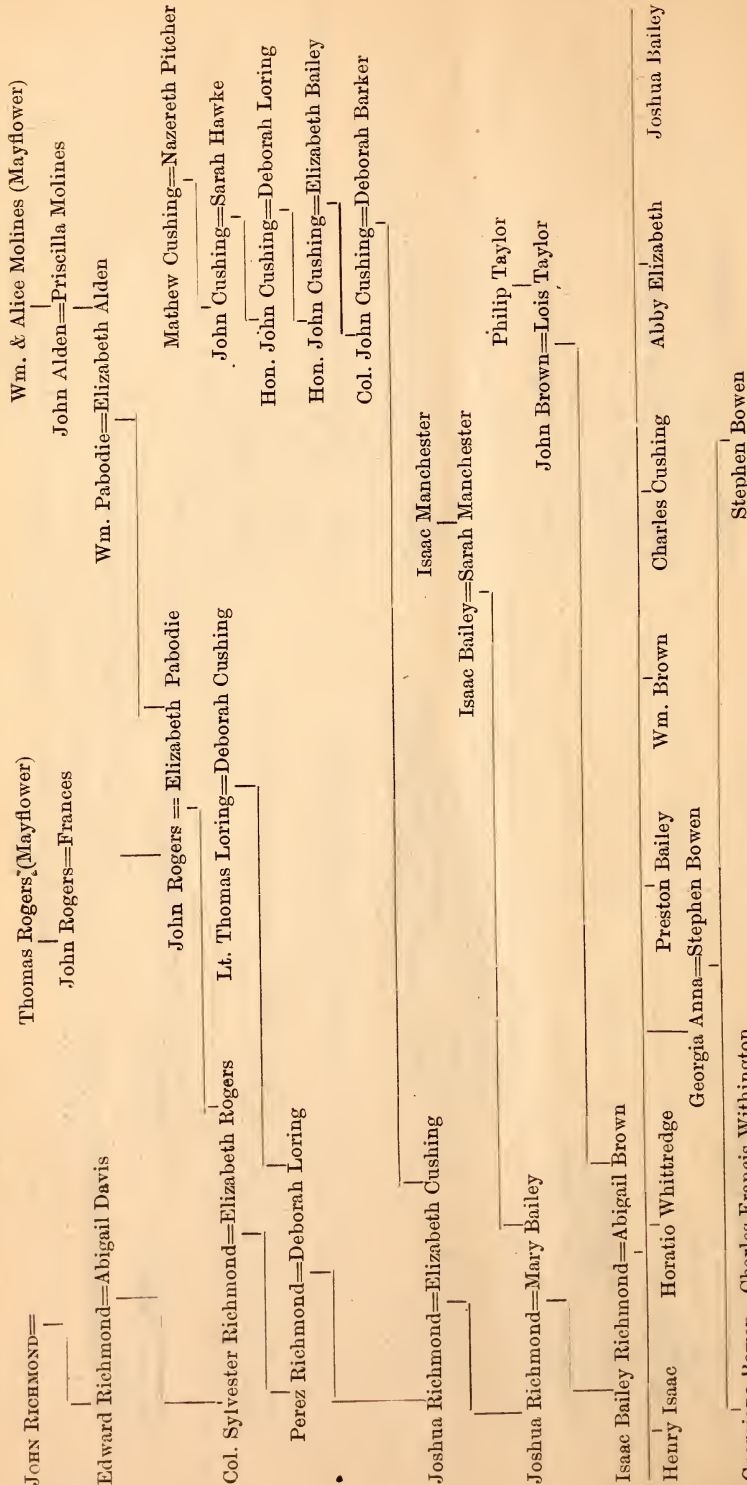 JOHN RICHMOND=
Thomas Rogers (Mayflower)
Wm. & Alice Molines (Mayflower)
John Rogers=Frances
John Alden=Priscilla Molines
Edward Richmond=Abigail Davis
Wm. Pabodie=Elizabeth Alden
Mathew Cushing=Nazereth Pitcher
John Rogers == Elizabeth Pabodie
John Cushing=Sarah Hawke
Col. Sylvester Richmond=Elizabeth Rogers
Lt. Thomas Loring=Deborah Cushing
Hon. John Cushing=Deborah Loring
Perez Richmond=Deborah Loring
Hon. John Cushing=Elizabeth Bailey
Col. John Cushing=Deborah Barker
Joshua Richmond=Elizabeth Cushing
Isaac Manchester
Isaac Bailey=Sarah Manchester
Philip Taylor
Joshua Richmond=Mary Bailey
John Brown=Lois Taylor
Isaac Bailey Richmond=Abigail Brown
Henry Isaac Horatio Whittredge Preston Bailey Wm. Brown Charles Cushing Abby Elizabeth Joshua Bailey
Georgia Anna=Stephen Bowen
Stephen Bowen
Charles Francis Withington